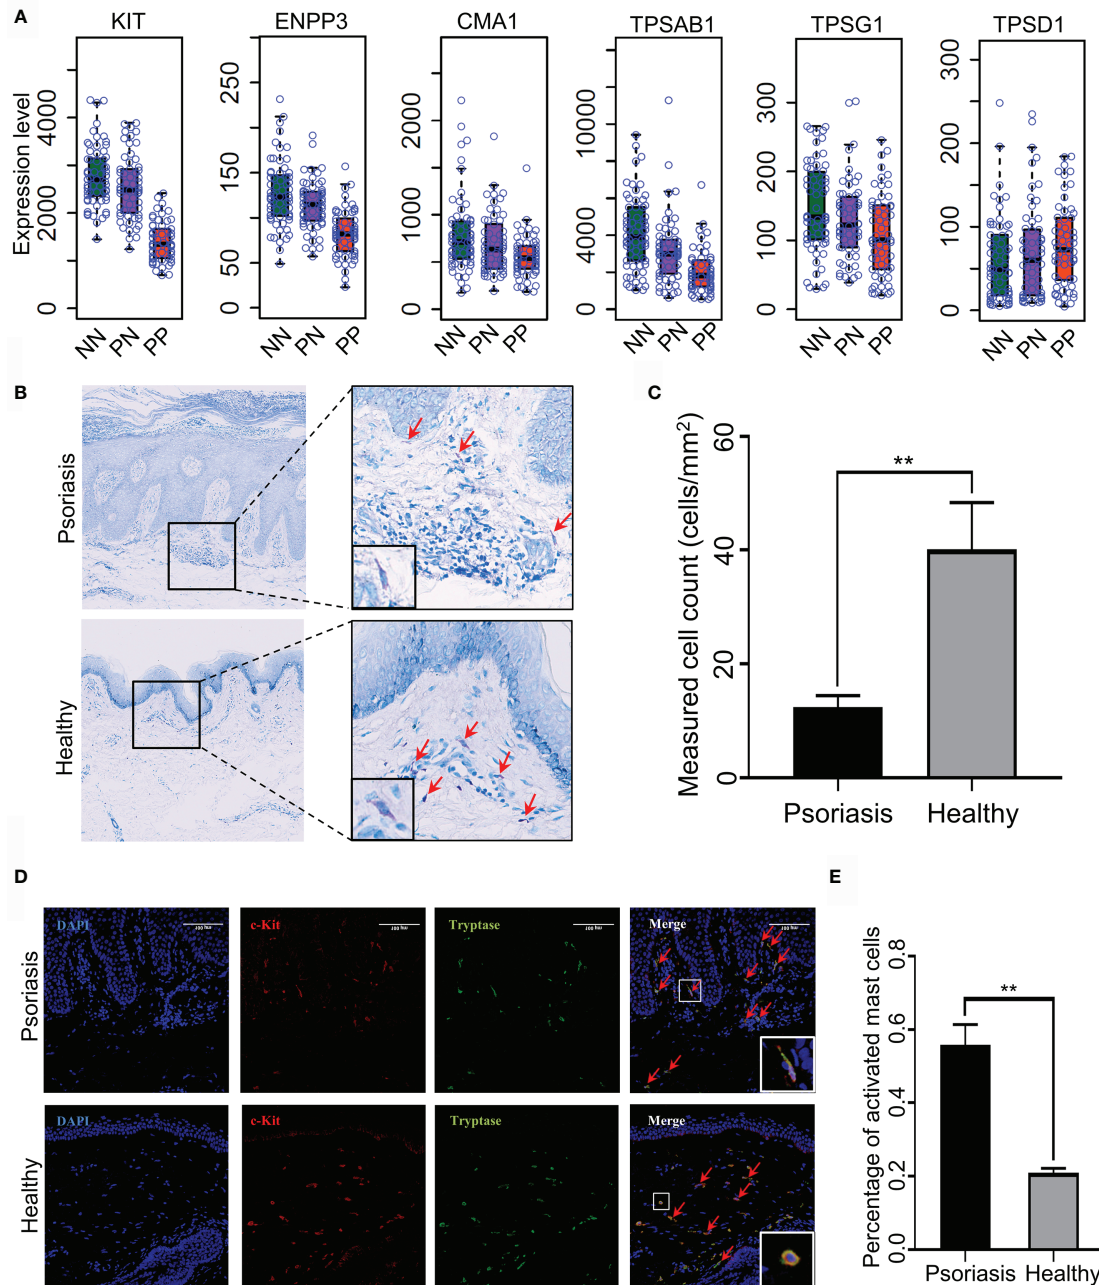 A
KIT
ENPP3
CMA1
TPSAB1
TPSG1
TPSD1
Expression level
0
2000
4000
0
50
150
250
0
1000
2000
0
4000
10000
0
100
200
300
0
100
200
300
NN PN PP
NN PN PP
NN PN PP
NN PN PP
NN PN PP
NN PN PP
B
Psoriasis
Healthy
C
Measured cell count (cells/mm²)
60
40
20
0
**
Psoriasis
Healthy
D
Psoriasis
DAPI
c-Kit
Tryptase
Merge
Healthy
DAPI
c-Kit
Tryptase
Merge
E
Percentage of activated mast cells
0.8
0.6
0.4
0.2
0.0
**
Psoriasis
Healthy